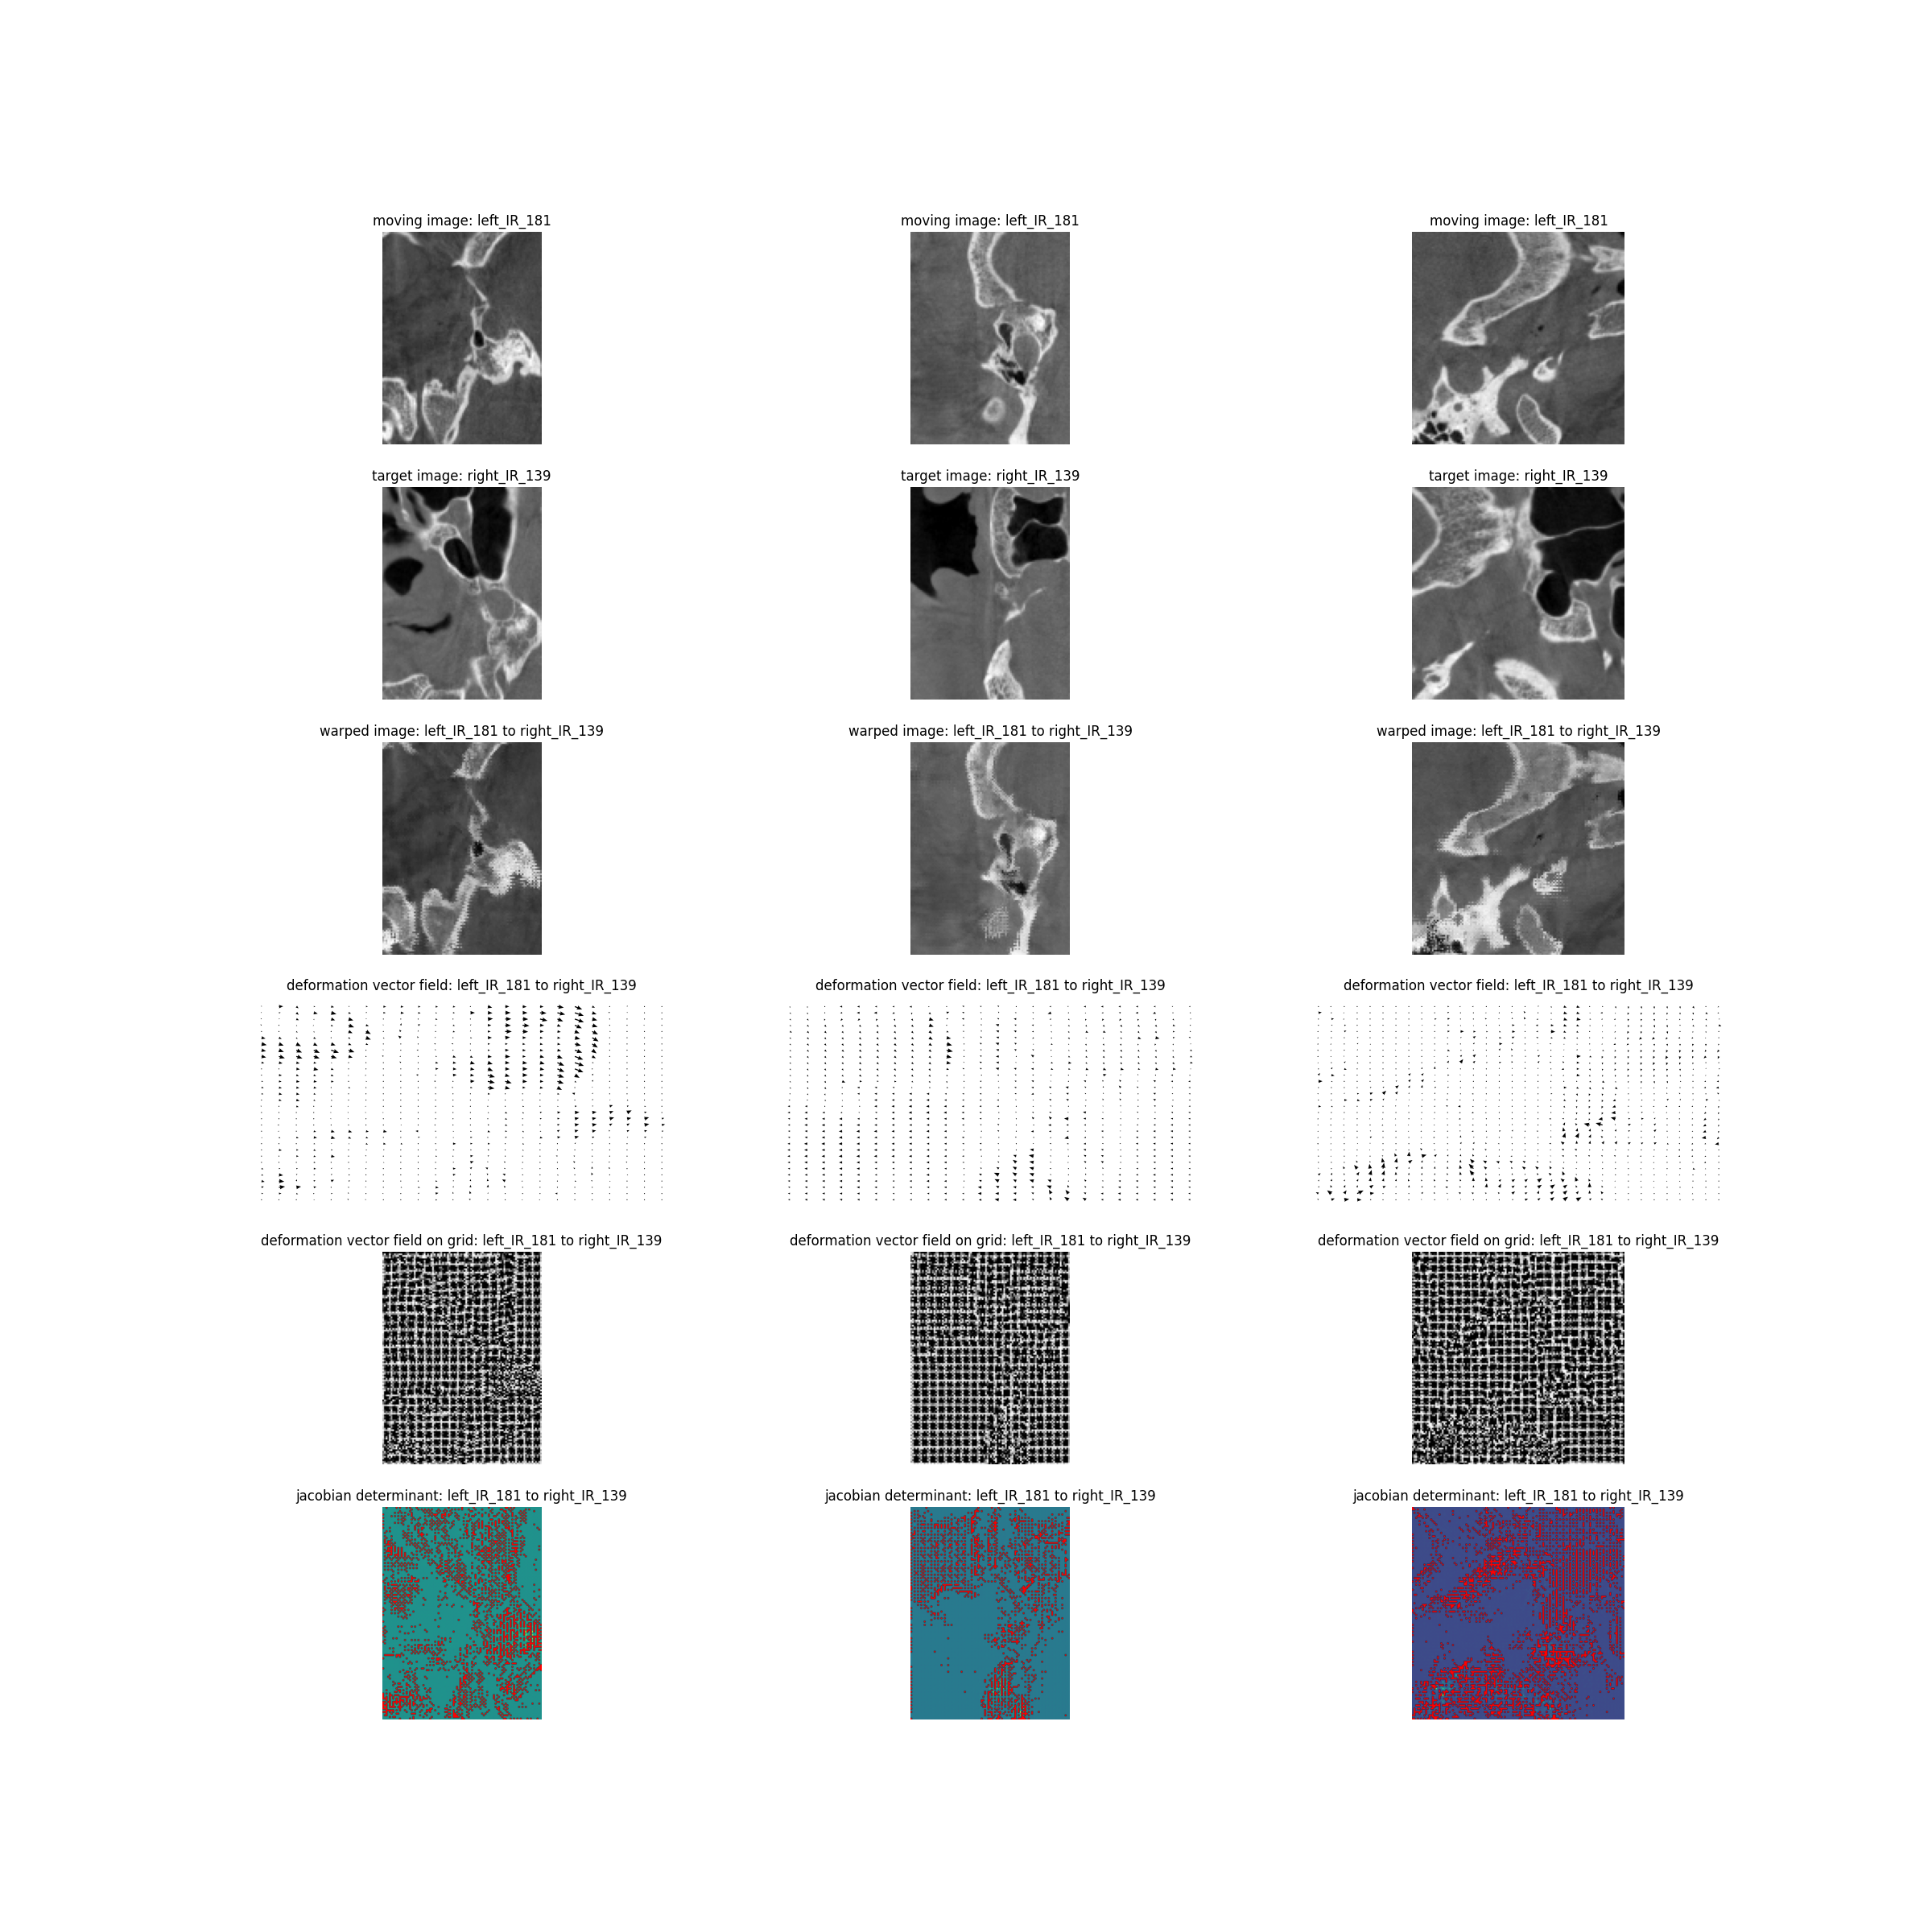 moving image: left_IR_181 moving image: left_IR_181 moving image: left_IR_181
target image: right_IR_139 target image: right_IR_139 target image: right_IR_139
warped image: left_IR_181 to right_IR_139 warped image: left_IR_181 to right_IR_139 warped image: left_IR_181 to right_IR_139
deformation vector field: left_IR_181 to right_IR_139 deformation vector field: left_IR_181 to right_IR_139 deformation vector field: left_IR_181 to right_IR_139
deformation vector field on grid: left_IR_181 to right_IR_139 deformation vector field on grid: left_IR_181 to right_IR_139 deformation vector field on grid: left_IR_181 to right_IR_139
jacobian determinant: left_IR_181 to right_IR_139 jacobian determinant: left_IR_181 to right_IR_139 jacobian determinant: left_IR_181 to right_IR_139